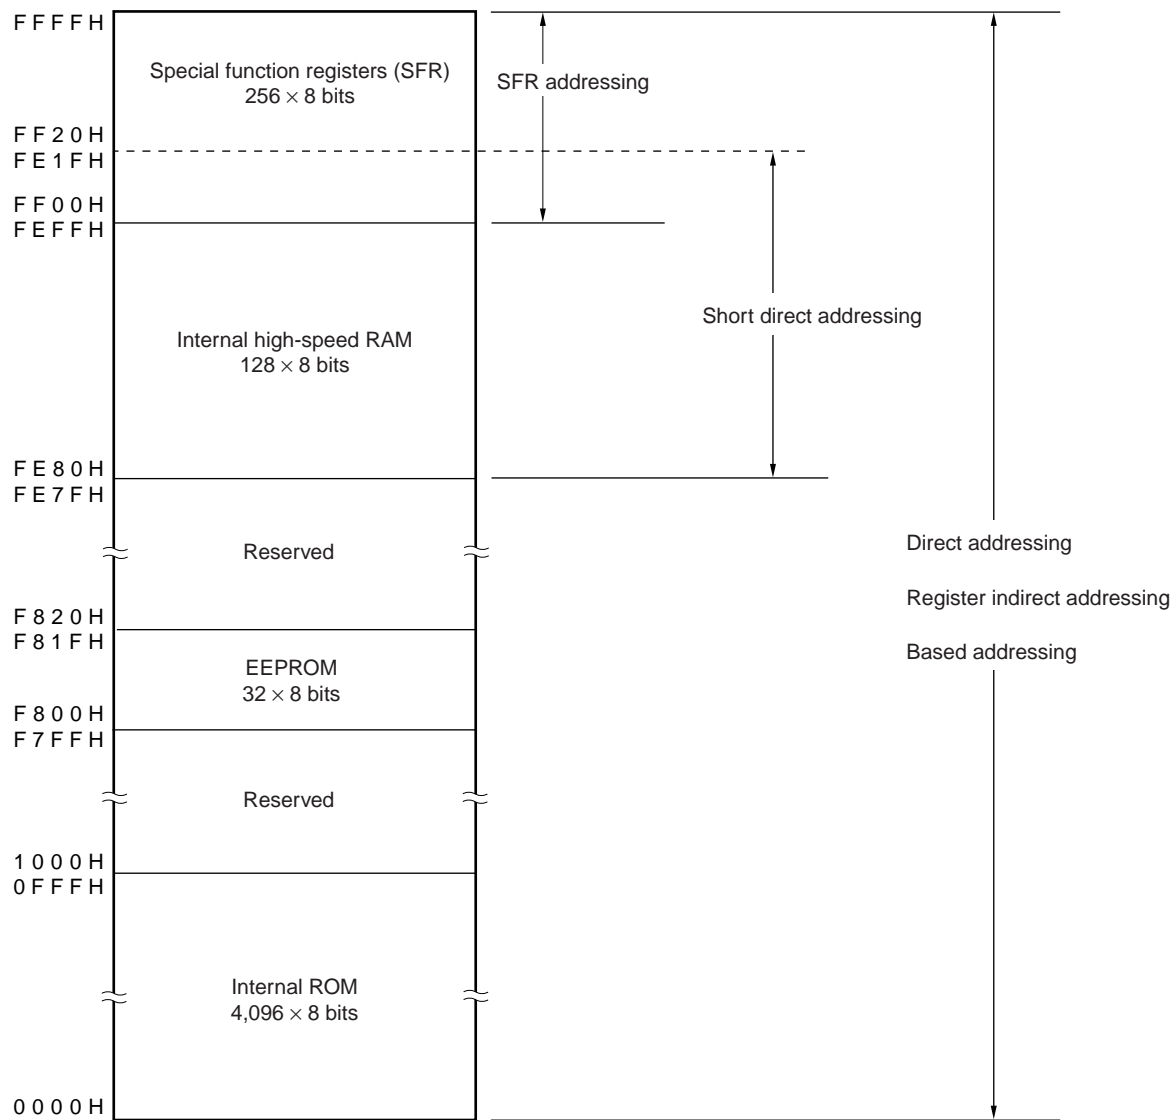 FFFFH
Special function registers (SFR)
256 × 8 bits
SFR addressing
FF20H
FE1FH
FF00H
FEFFH
Internal high-speed RAM
128 × 8 bits
Short direct addressing
FE80H
FE7FH
Reserved
Direct addressing
Register indirect addressing
Based addressing
F820H
F81FH
EEPROM
32 × 8 bits
F800H
F7FFH
Reserved
1000H
0FFFH
Internal ROM
4,096 × 8 bits
0000H